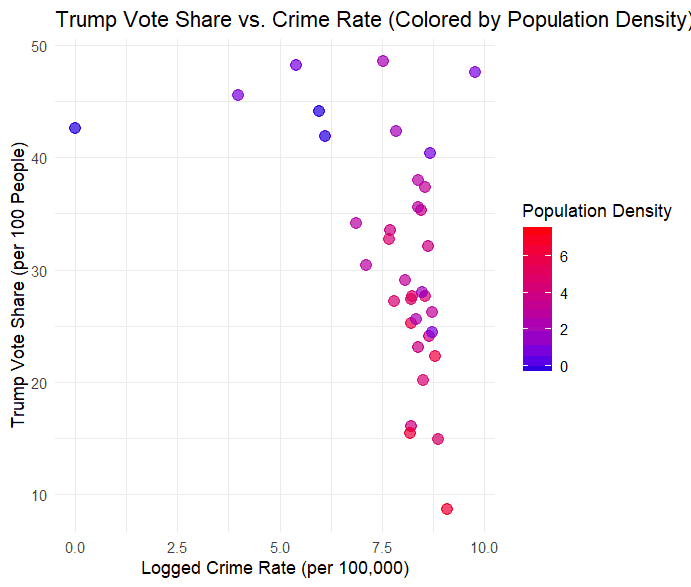 Trump Vote Share vs. Crime Rate (Colored by Population Density)
50
40
30
20
10
Trump Vote Share (per 100 People)
0.0 2.5 5.0 7.5 10.0
Logged Crime Rate (per 100,000)
Population Density
6
4
2
0